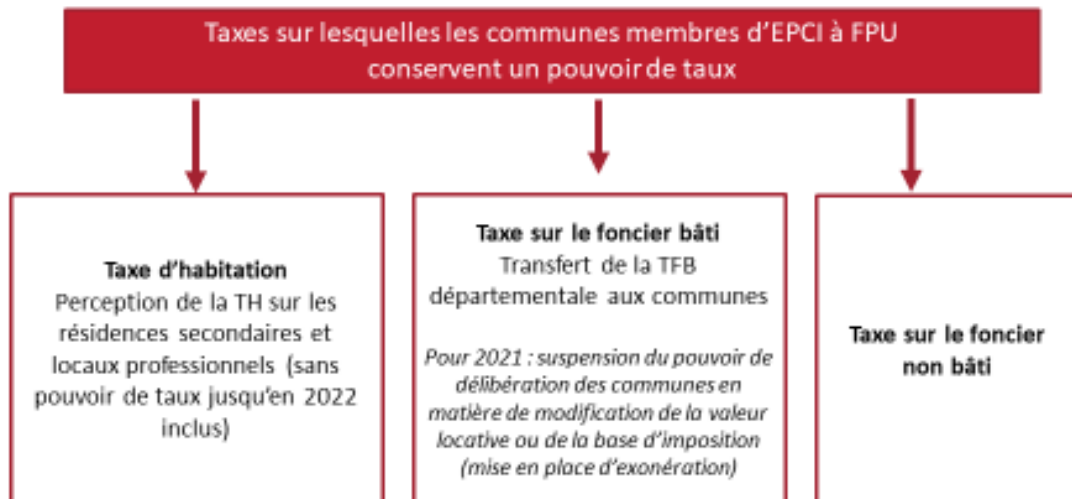 Taxes sur lesquelles les communes membres d'EPCI à FPU
conservent un pouvoir de taux
Taxe d'habitation
Perception de la TH sur les
résidences secondaires et
locaux professionnels (sans
pouvoir de taux jusqu'en 2022
inclus)
Taxe sur le foncier bâti
Transfert de la TFB
départementale aux communes
Pour 2021 : suspension du pouvoir de
délibération des communes en
matière de modification de la valeur
locative ou de la base d'imposition
(mise en place d'exonération)
Taxe sur le foncier
non bâti